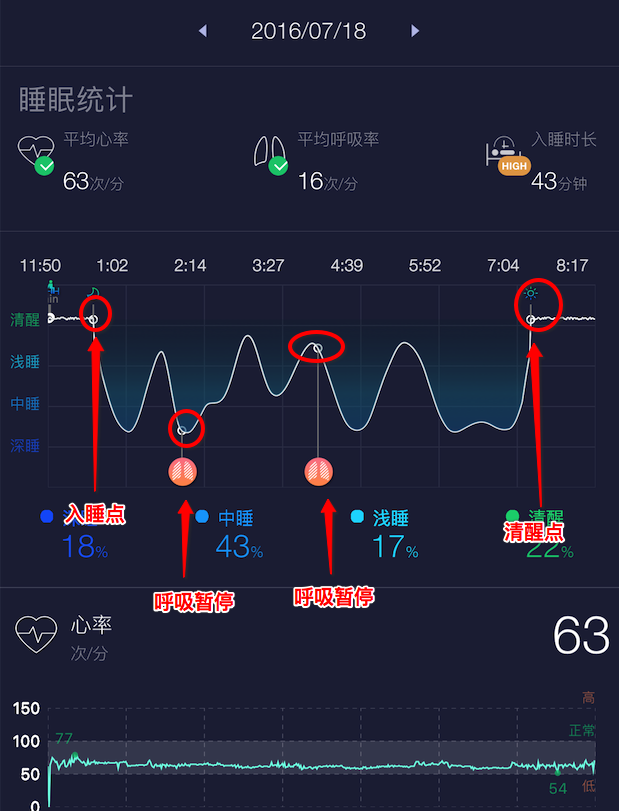 2016/07/18
睡眠统计
平均心率
63次/分
平均呼吸率
16次/分
入睡时长
HIGH
43分钟
11:50 1:02 2:14 3:27 4:39 5:52 7:04 8:17
清醒
浅睡
中睡
深睡
入睡点
18%
中睡
43%
浅睡
17%
清醒
清醒点
22%
呼吸暂停
呼吸暂停
心率
次/分
63
150
高
正常
100
77
50
低
54
0